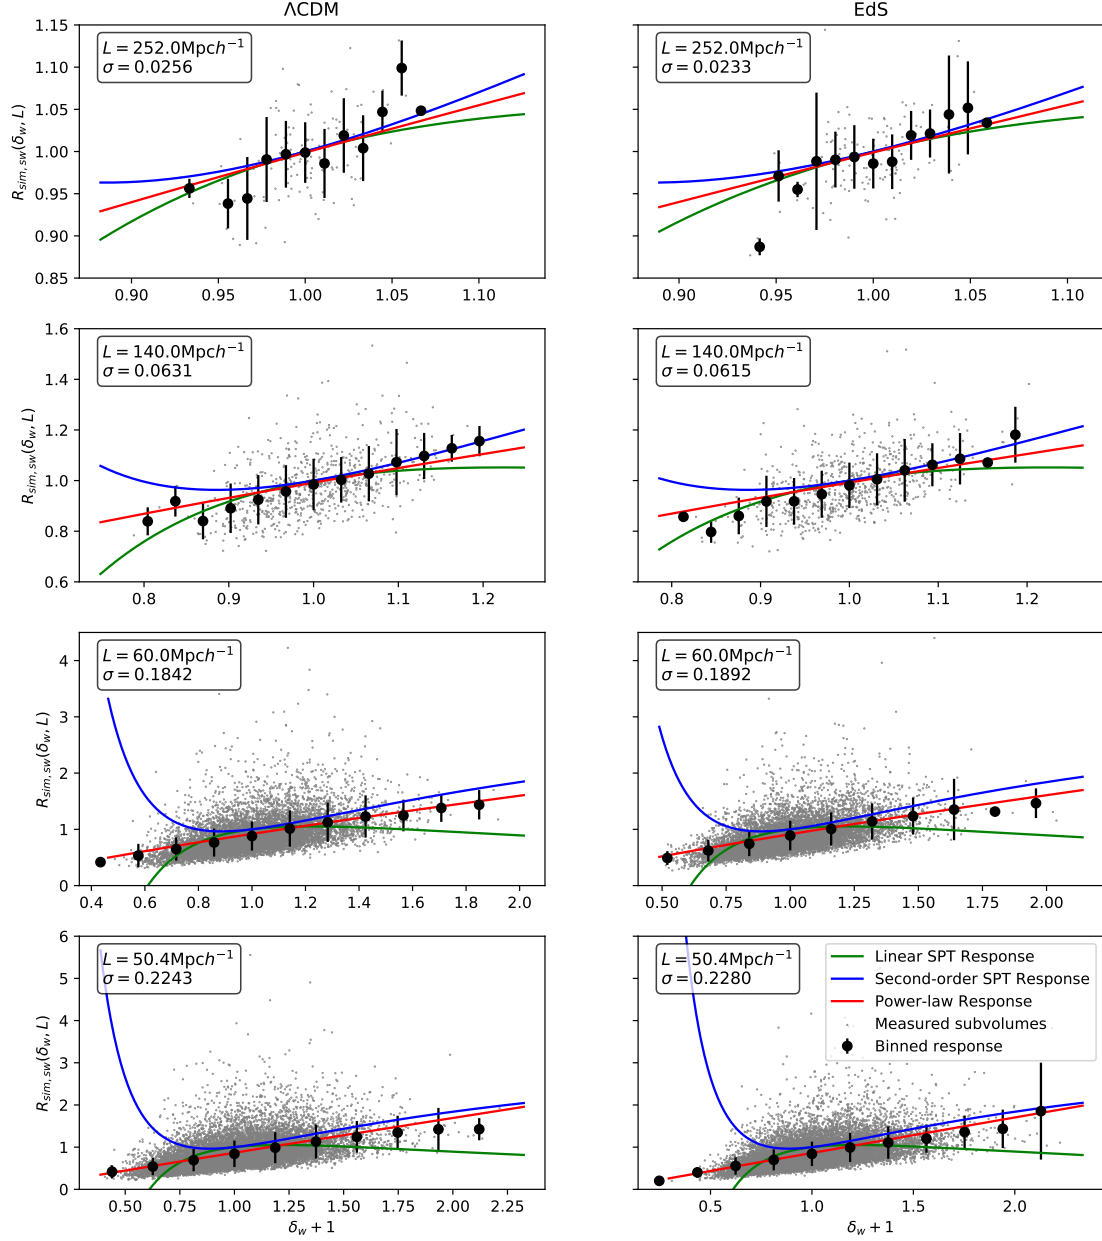 ΛCDM
EdS
L = 252.0Mpch⁻¹
σ = 0.0256
L = 252.0Mpch⁻¹
σ = 0.0233
R_{sim, sw}(δ_w, L)
1.15
1.10
1.05
1.00
0.95
0.90
0.85
0.90 0.95 1.00 1.05 1.10
0.90 0.95 1.00 1.05 1.10
L = 140.0Mpch⁻¹
σ = 0.0631
L = 140.0Mpch⁻¹
σ = 0.0615
R_{sim, sw}(δ_w, L)
1.6
1.4
1.2
1.0
0.8
0.6
0.8 0.9 1.0 1.1 1.2
0.8 0.9 1.0 1.1 1.2
L = 60.0Mpch⁻¹
σ = 0.1842
L = 60.0Mpch⁻¹
σ = 0.1892
R_{sim, sw}(δ_w, L)
4
3
2
1
0
0.4 0.6 0.8 1.0 1.2 1.4 1.6 1.8 2.0
0.50 0.75 1.00 1.25 1.50 1.75 2.00
L = 50.4Mpch⁻¹
σ = 0.2243
L = 50.4Mpch⁻¹
σ = 0.2280
Linear SPT Response
Second-order SPT Response
Power-law Response
Measured subvolumes
Binned response
R_{sim, sw}(δ_w, L)
6
5
4
3
2
1
0
0.50 0.75 1.00 1.25 1.50 1.75 2.00 2.25
0.5 1.0 1.5 2.0
δ_w + 1
δ_w + 1